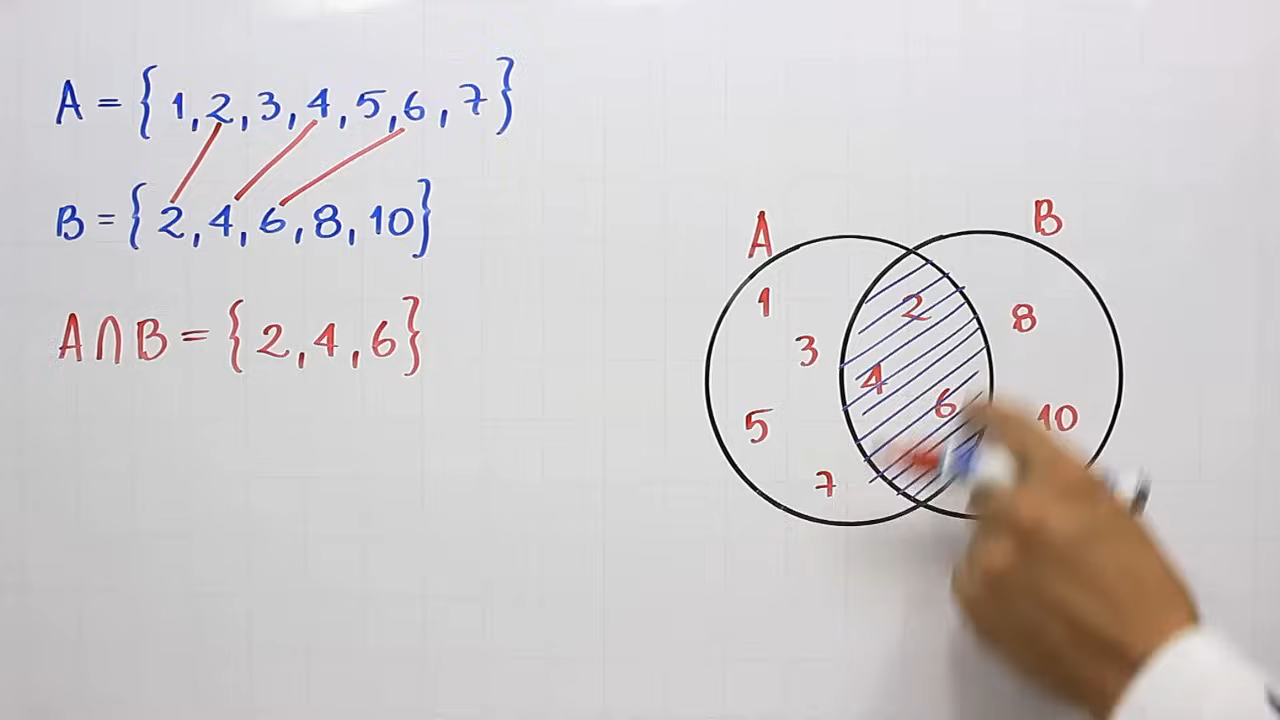 A = {1, 2, 3, 4, 5, 6, 7}
B = {2, 4, 6, 8, 10}
A∩B = {2, 4, 6}
A
B
1
2
8
3
4
6
5
10
7